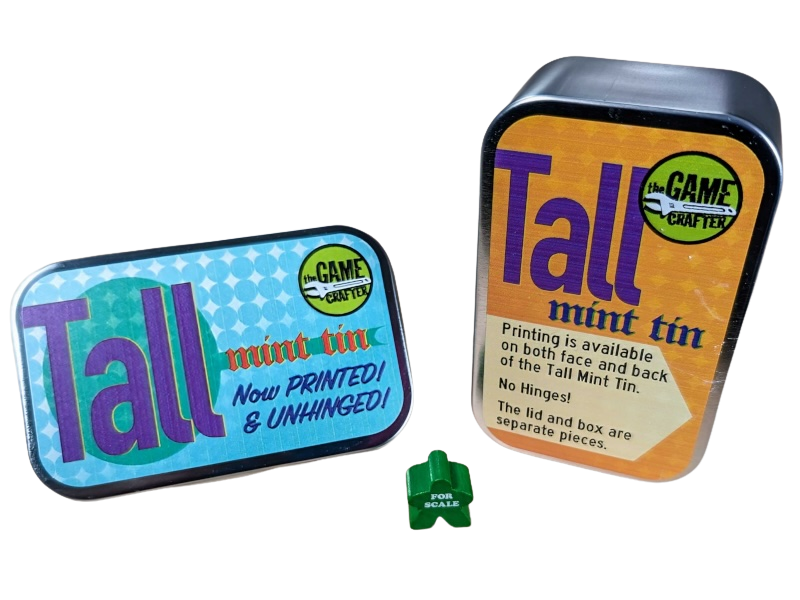 Tall
the GAME
CRAFTER
mint tin
Now PRINTED!
& UNHINGED!
Tall
the GAME
CRAFTER
mint tin
Printing is available
on both face and back
of the Tall Mint Tin.
No Hinges!
The lid and box are
separate pieces.
FOR
SCALE